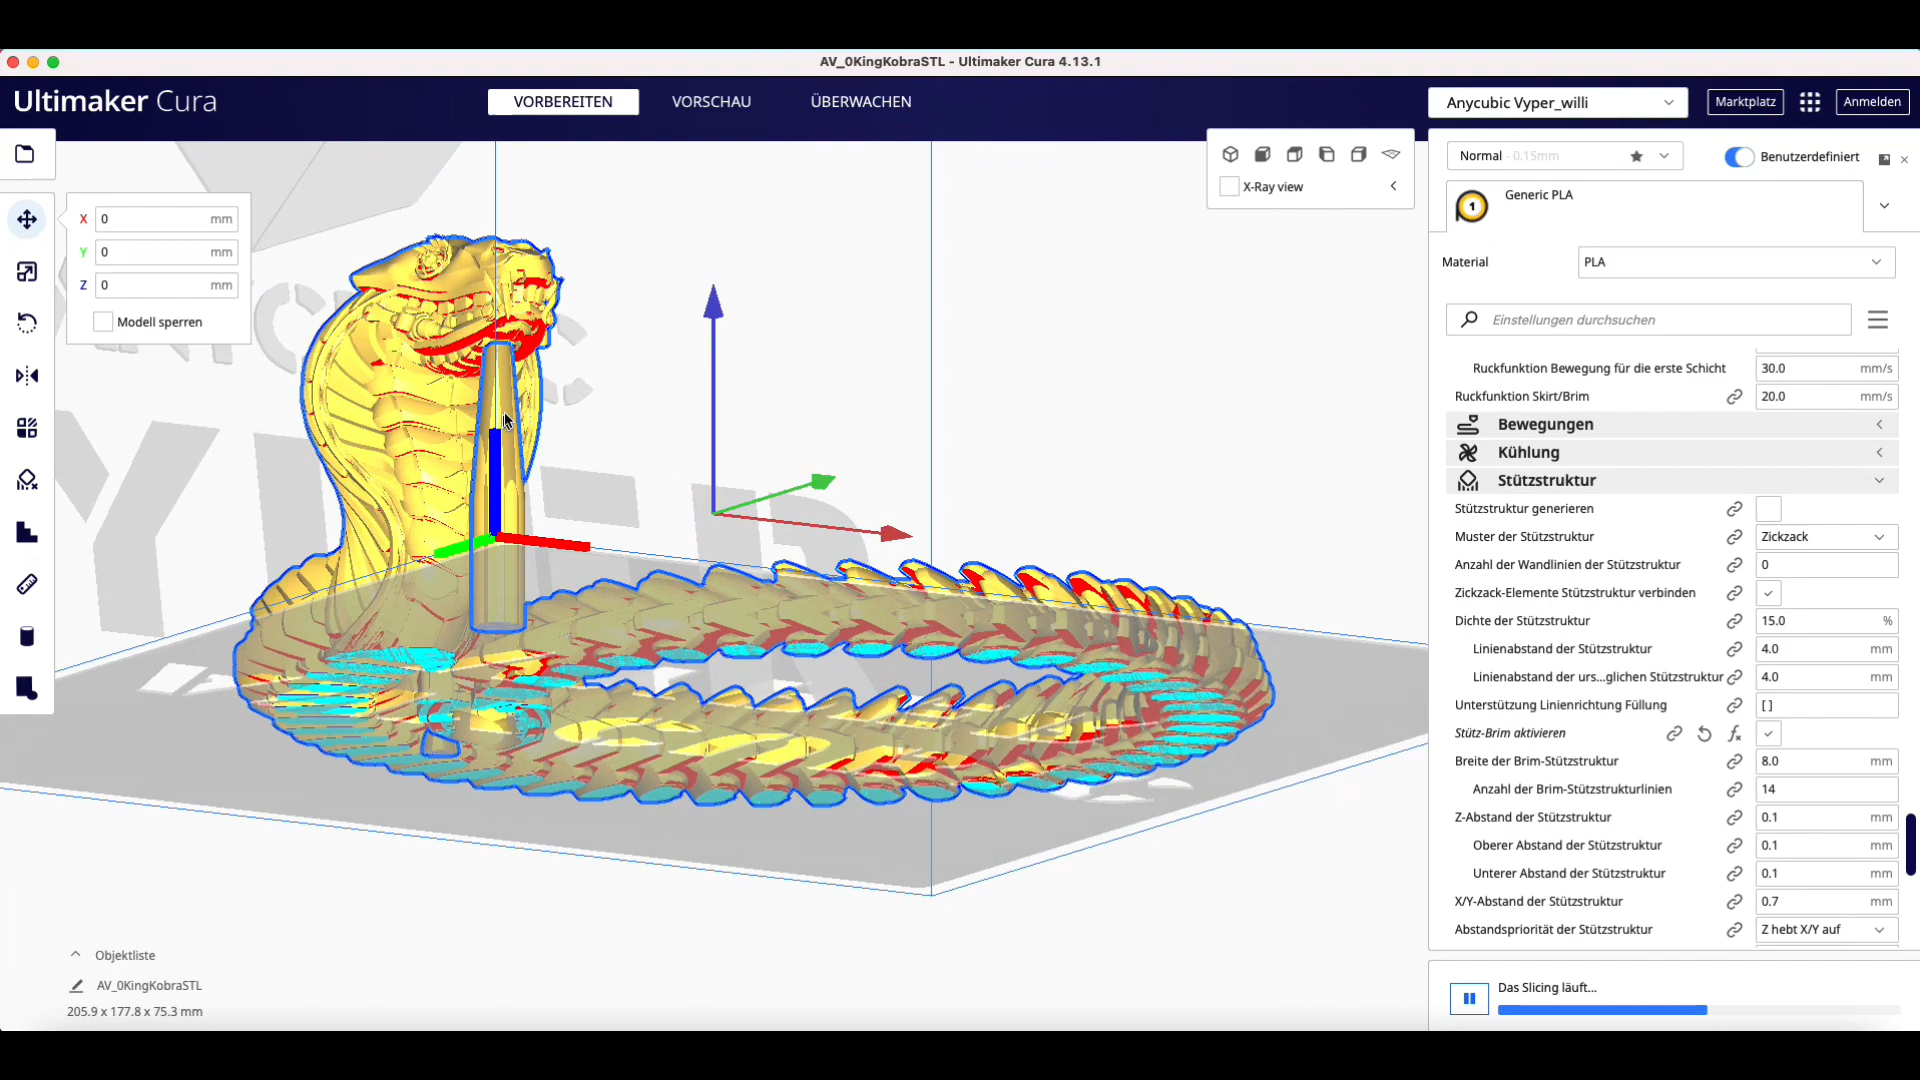 AV_0KingKobraSTL - Ultimaker Cura 4.13.1
Ultimaker Cura
VORBEREITEN
VORSCHAU
ÜBERWACHEN
Anycubic Vyper_willi
Marktplatz
Anmelden
X 0 mm
Y 0 mm
Z 0 mm
Modell sperren
X-Ray view
Normal - 0.15mm
Benutzerdefiniert
1
Generic PLA
Material PLA
Einstellungen durchsuchen
Ruckfunktion Bewegung für die erste Schicht 30.0 mm/s
Ruckfunktion Skirt/Brim 20.0 mm/s
Bewegungen
Kühlung
Stützstruktur
Stützstruktur generieren
Muster der Stützstruktur Zickzack
Anzahl der Wandlinien der Stützstruktur 0
Zickzack-Elemente Stützstruktur verbinden
Dichte der Stützstruktur 15.0 %
Linienabstand der Stützstruktur 4.0 mm
Linienabstand der urs...glichen Stützstruktur 4.0 mm
Unterstützung Linienrichtung Füllung [ ]
Stütz-Brim aktivieren
Breite der Brim-Stützstruktur 8.0 mm
Anzahl der Brim-Stützstrukturlinien 14
Z-Abstand der Stützstruktur 0.1 mm
Oberer Abstand der Stützstruktur 0.1 mm
Unterer Abstand der Stützstruktur 0.1 mm
X/Y-Abstand der Stützstruktur 0.7 mm
Abstandspriorität der Stützstruktur Z hebt X/Y auf
Objektliste
AV_0KingKobraSTL
205.9 x 177.8 x 75.3 mm
Das Slicing läuft...